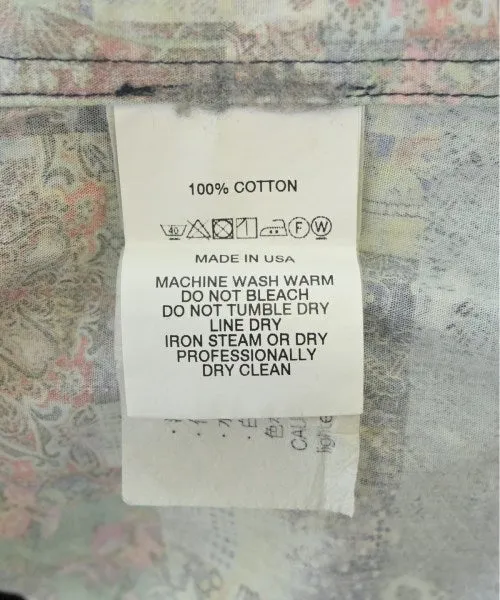 100% COTTON
40 F W
MADE IN USA
MACHINE WASH WARM
DO NOT BLEACH
DO NOT TUMBLE DRY
LINE DRY
IRON STEAM OR DRY
PROFESSIONALLY
DRY CLEAN